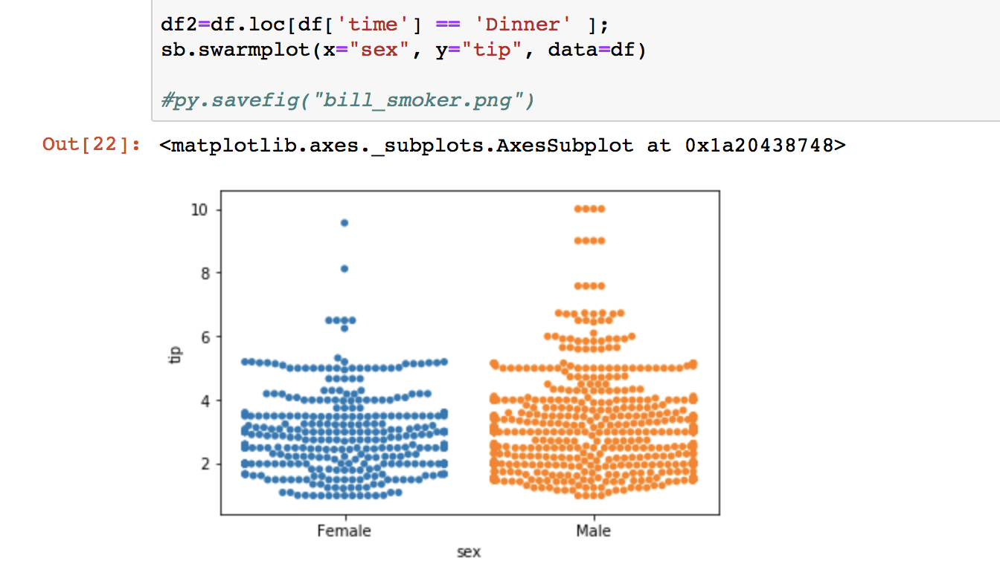 df2=df.loc[df['time'] == 'Dinner' ];
sb.swarmplot(x="sex", y="tip", data=df)
#py.savefig("bill_smoker.png")
Out[22]: <matplotlib.axes._subplots.AxesSubplot at 0x1a20438748>
10
8
6
4
2
tip
Female Male
sex